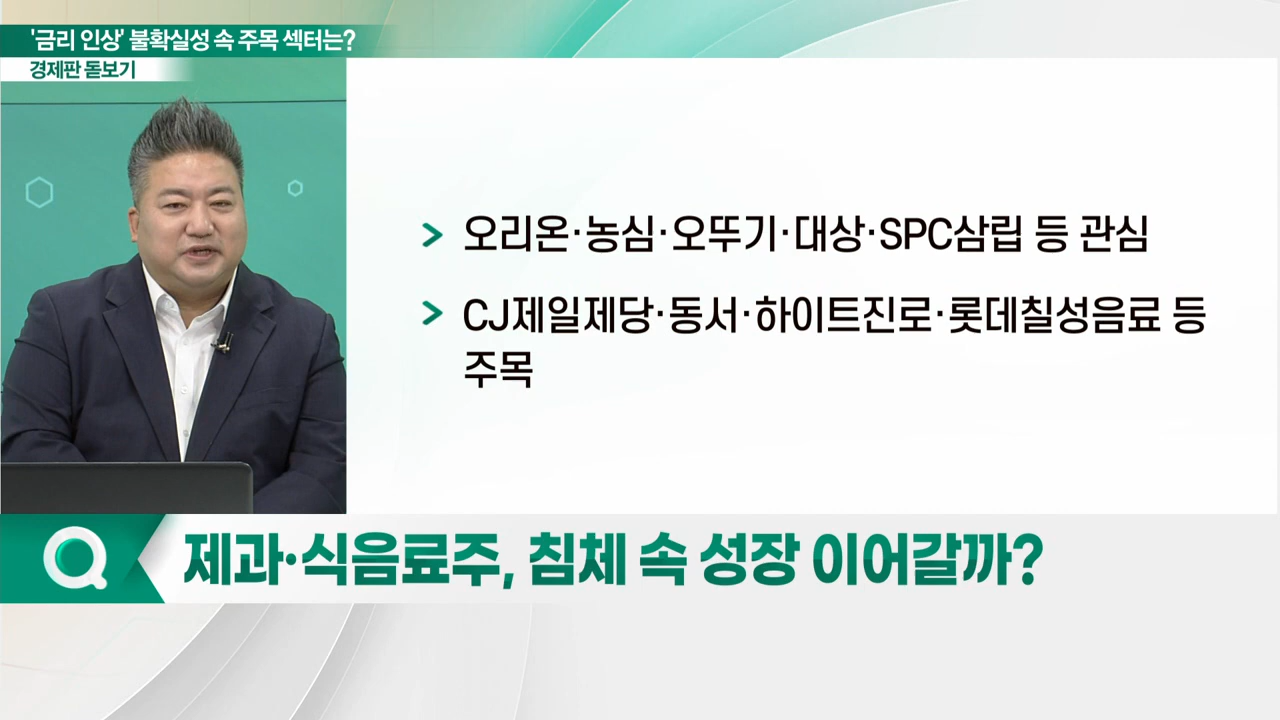 '금리 인상' 불확실성 속 주목 섹터는?
경제판 돋보기
> 오리온·농심·오뚜기·대상·SPC삼립 등 관심
> CJ제일제당·동서·하이트진로·롯데칠성음료 등
주목
제과·식음료주, 침체 속 성장 이어갈까?